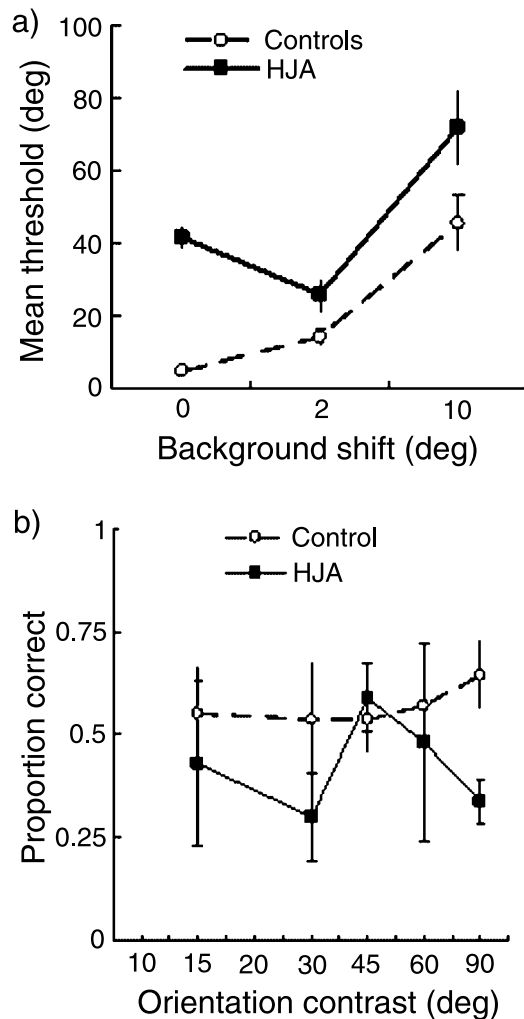 a)
Controls
HJA
Mean threshold (deg)
100
80
60
40
20
0
0 2 10
Background shift (deg)
b)
Control
HJA
Proportion correct
1
0.75
0.5
0.25
0
10 15 20 30 45 60 90
Orientation contrast (deg)